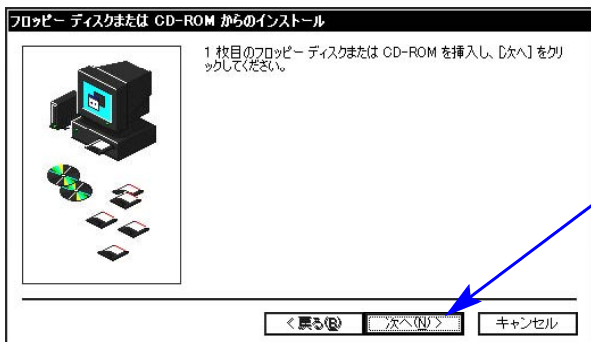 フロッピー ディスクまたは CD-ROM からのインストール
1 枚目のフロッピー ディスクまたは CD-ROM を挿入し、[次へ] をクリ
ックしてください。
< 戻る(B) 次へ(N) > キャンセル